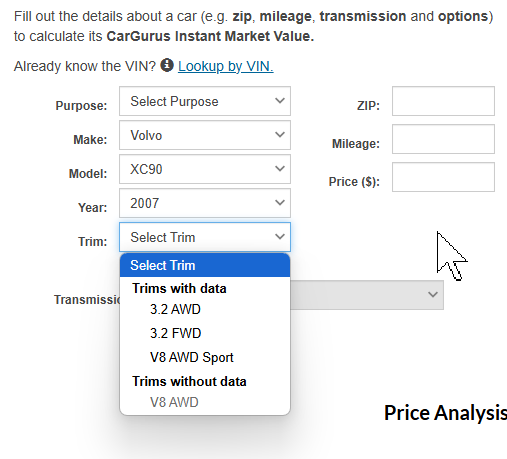 Fill out the details about a car (e.g. zip, mileage, transmission and options)
to calculate its CarGurus Instant Market Value.
Already know the VIN? Lookup by VIN.
Purpose: Select Purpose ZIP:
Make: Volvo
Mileage:
Model: XC90
Price ($):
Year: 2007
Trim: Select Trim
Select Trim
Trims with data
Transmissio
3.2 AWD
3.2 FWD
V8 AWD Sport
Trims without data
V8 AWD
Price Analysis